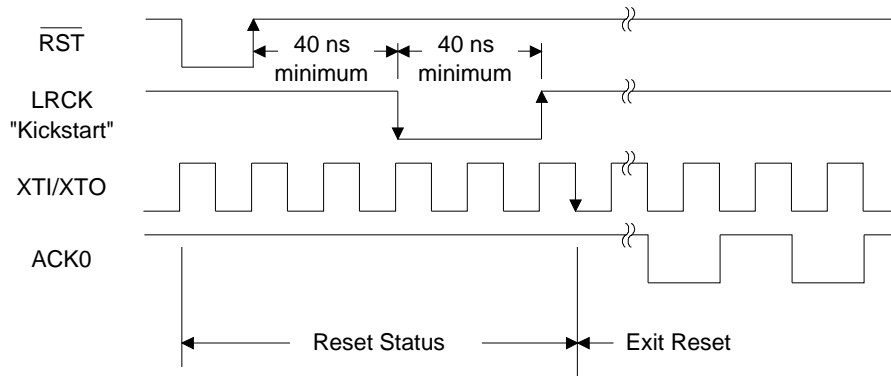 RST
40 ns
minimum
40 ns
minimum
LRCK
"Kickstart"
XTI/XTO
ACK0
Reset Status
Exit Reset